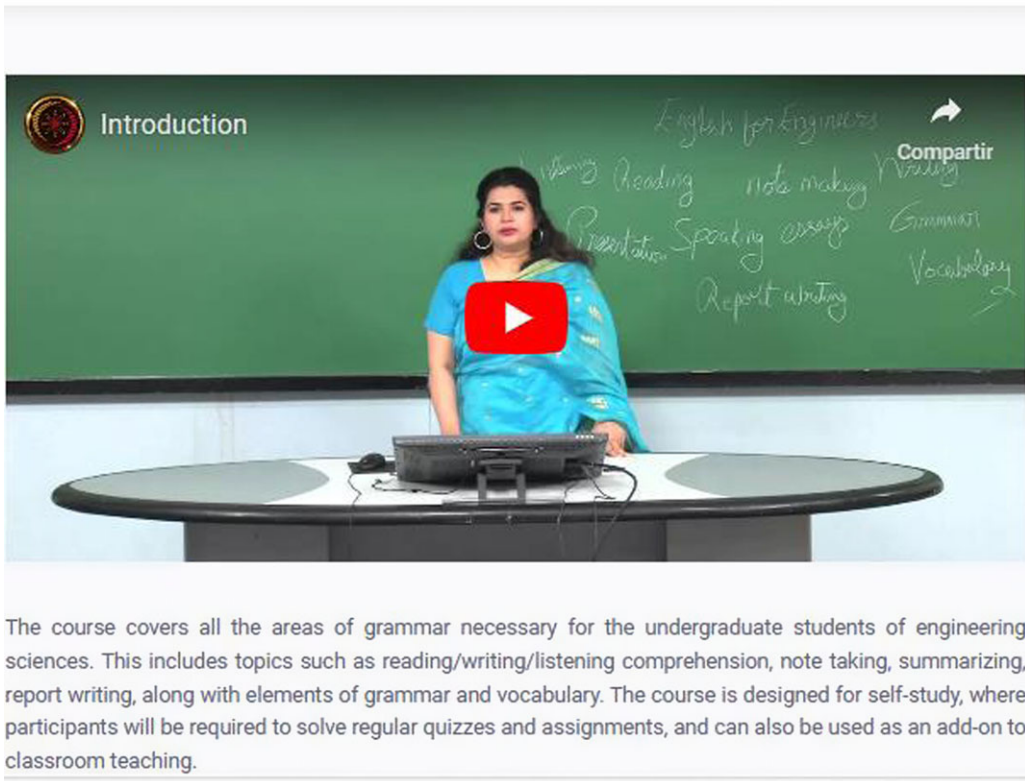 Introduction
English for Engineers
Compartir
Listening Reading note making Writing
Presentation Speaking essays Grammar
Vocabulary
Report writing
The course covers all the areas of grammar necessary for the undergraduate students of engineering
sciences. This includes topics such as reading/writing/listening comprehension, note taking, summarizing,
report writing, along with elements of grammar and vocabulary. The course is designed for self-study, where
participants will be required to solve regular quizzes and assignments, and can also be used as an add-on to
classroom teaching.